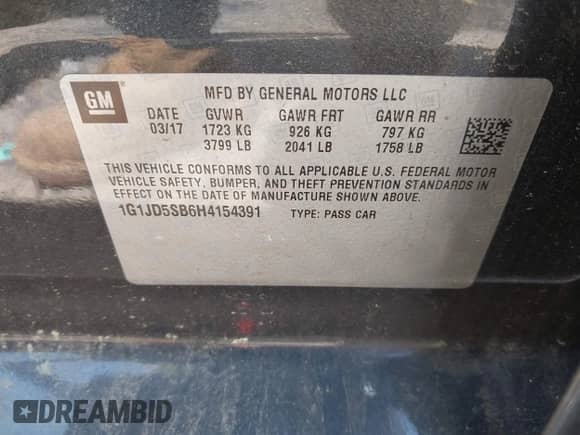 GM
MFD BY GENERAL MOTORS LLC
DATE GVWR GAWR FRT GAWR RR
03/17 1723 KG 926 KG 797 KG
3799 LB 2041 LB 1758 LB
THIS VEHICLE CONFORMS TO ALL APPLICABLE U.S. FEDERAL MOTOR
VEHICLE SAFETY, BUMPER, AND THEFT PREVENTION STANDARDS IN
EFFECT ON THE DATE OF MANUFACTURE SHOWN ABOVE.
1G1JD5SB6H4154391 TYPE: PASS CAR
DREAMBID